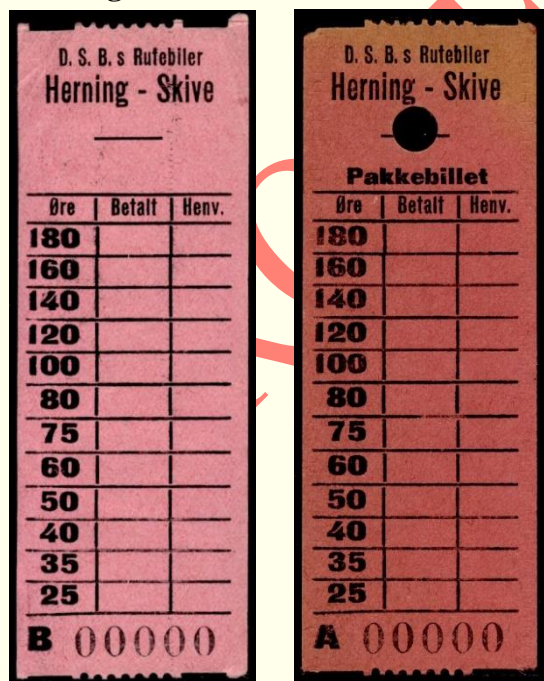 D. S. B. s Rutebiler
Herning - Skive
Øre Betalt Henv.
180
160
140
120
100
80
75
60
50
40
35
25
B 00000
D. S. B. s Rutebiler
Herning - Skive
Pakkebillet
Øre Betalt Henv.
180
160
140
120
100
80
75
60
50
40
35
25
A 00000